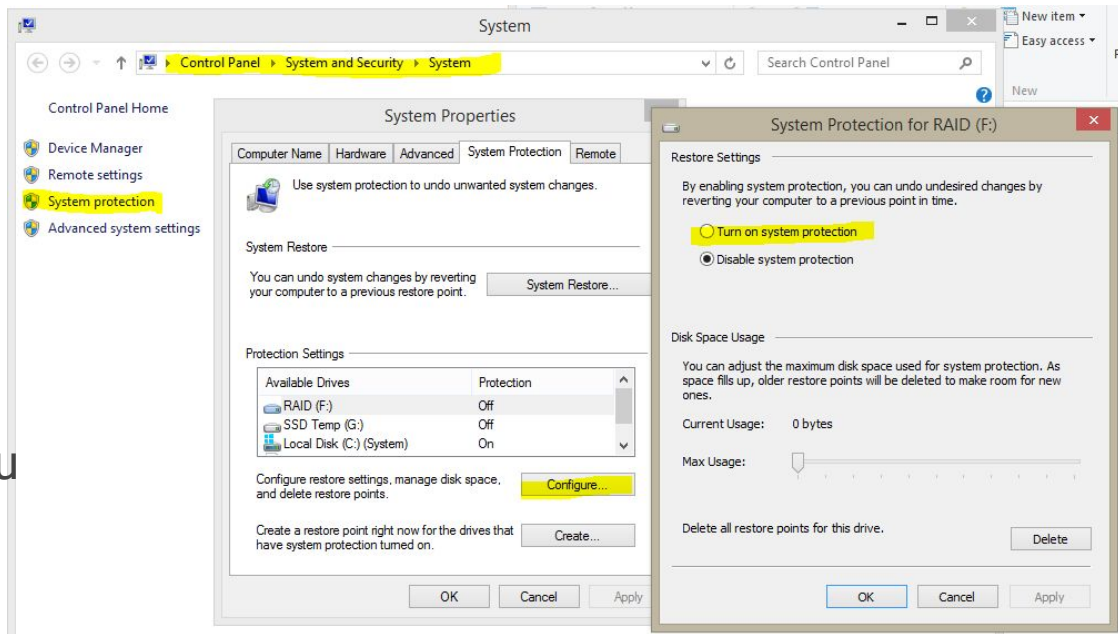 System
New item
Easy access
Control Panel
System and Security
System
Search Control Panel
New
Control Panel Home
Device Manager
Remote settings
System protection
Advanced system settings
System Properties
Computer Name
Hardware
Advanced
System Protection
Remote
Use system protection to undo unwanted system changes.
System Restore
You can undo system changes by reverting
your computer to a previous restore point.
System Restore...
Protection Settings
Available Drives
Protection
RAID (F:)
Off
SSD Temp (G:)
Off
Local Disk (C:) (System)
On
Configure restore settings, manage disk space,
and delete restore points.
Configure...
Create a restore point right now for the drives that
have system protection turned on.
Create...
OK
Cancel
Apply
System Protection for RAID (F:)
Restore Settings
By enabling system protection, you can undo undesired changes by
reverting your computer to a previous point in time.
Turn on system protection
Disable system protection
Disk Space Usage
You can adjust the maximum disk space used for system protection. As
space fills up, older restore points will be deleted to make room for new
ones.
Current Usage: 0 bytes
Max Usage:
Delete all restore points for this drive.
Delete
OK
Cancel
Apply